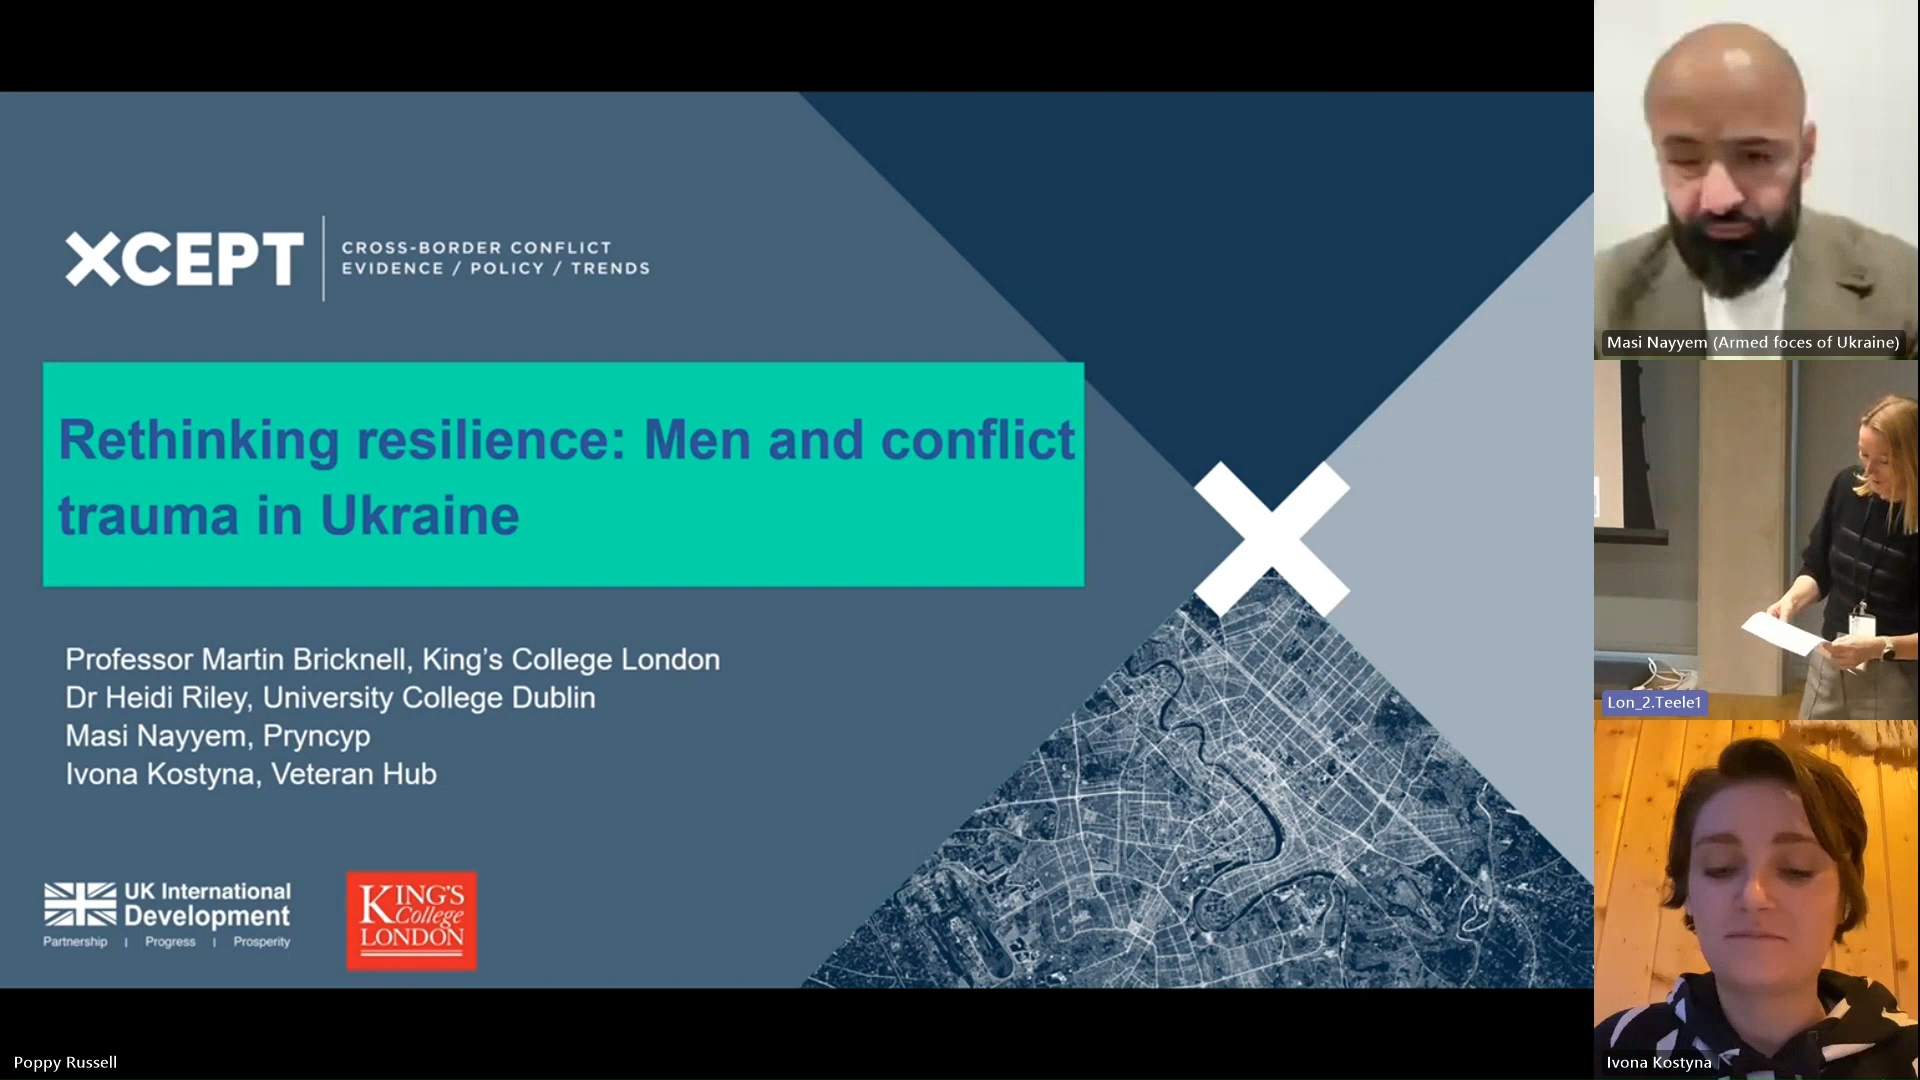 XCEPT
CROSS-BORDER CONFLICT
EVIDENCE / POLICY / TRENDS
Rethinking resilience: Men and conflict
trauma in Ukraine
Professor Martin Bricknell, King's College London
Dr Heidi Riley, University College Dublin
Masi Nayyem, Pryncyp
Ivona Kostyna, Veteran Hub
UK International
Development
Partnership | Progress | Prosperity
KING'S
College
LONDON
Poppy Russell
Masi Nayyem (Armed foces of Ukraine)
Lon_2.Teele1
Ivona Kostyna